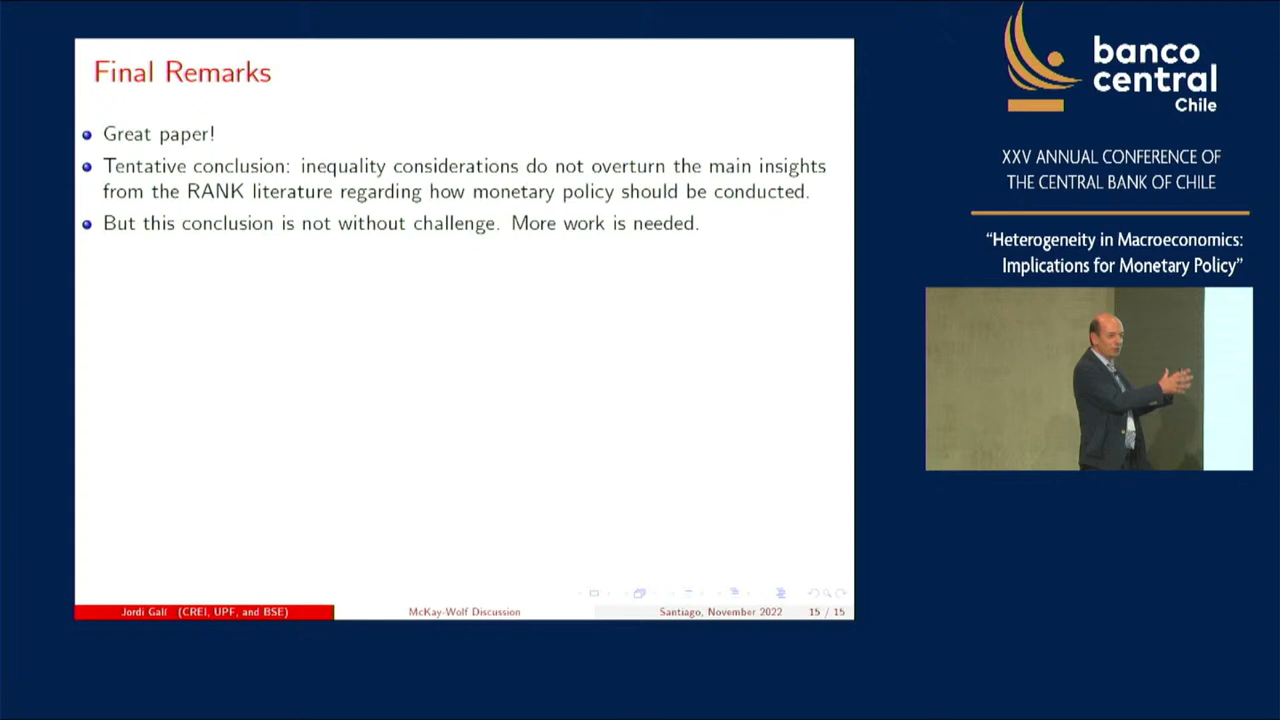 Final Remarks
Great paper!
Tentative conclusion: inequality considerations do not overturn the main insights
from the RANK literature regarding how monetary policy should be conducted.
But this conclusion is not without challenge. More work is needed.
Jordi Galí (CREI, UPF, and BSE)
McKay-Wolf Discussion
Santiago, November 2022
15 / 15
banco
central
Chile
XXV ANNUAL CONFERENCE OF
THE CENTRAL BANK OF CHILE
“Heterogeneity in Macroeconomics:
Implications for Monetary Policy”